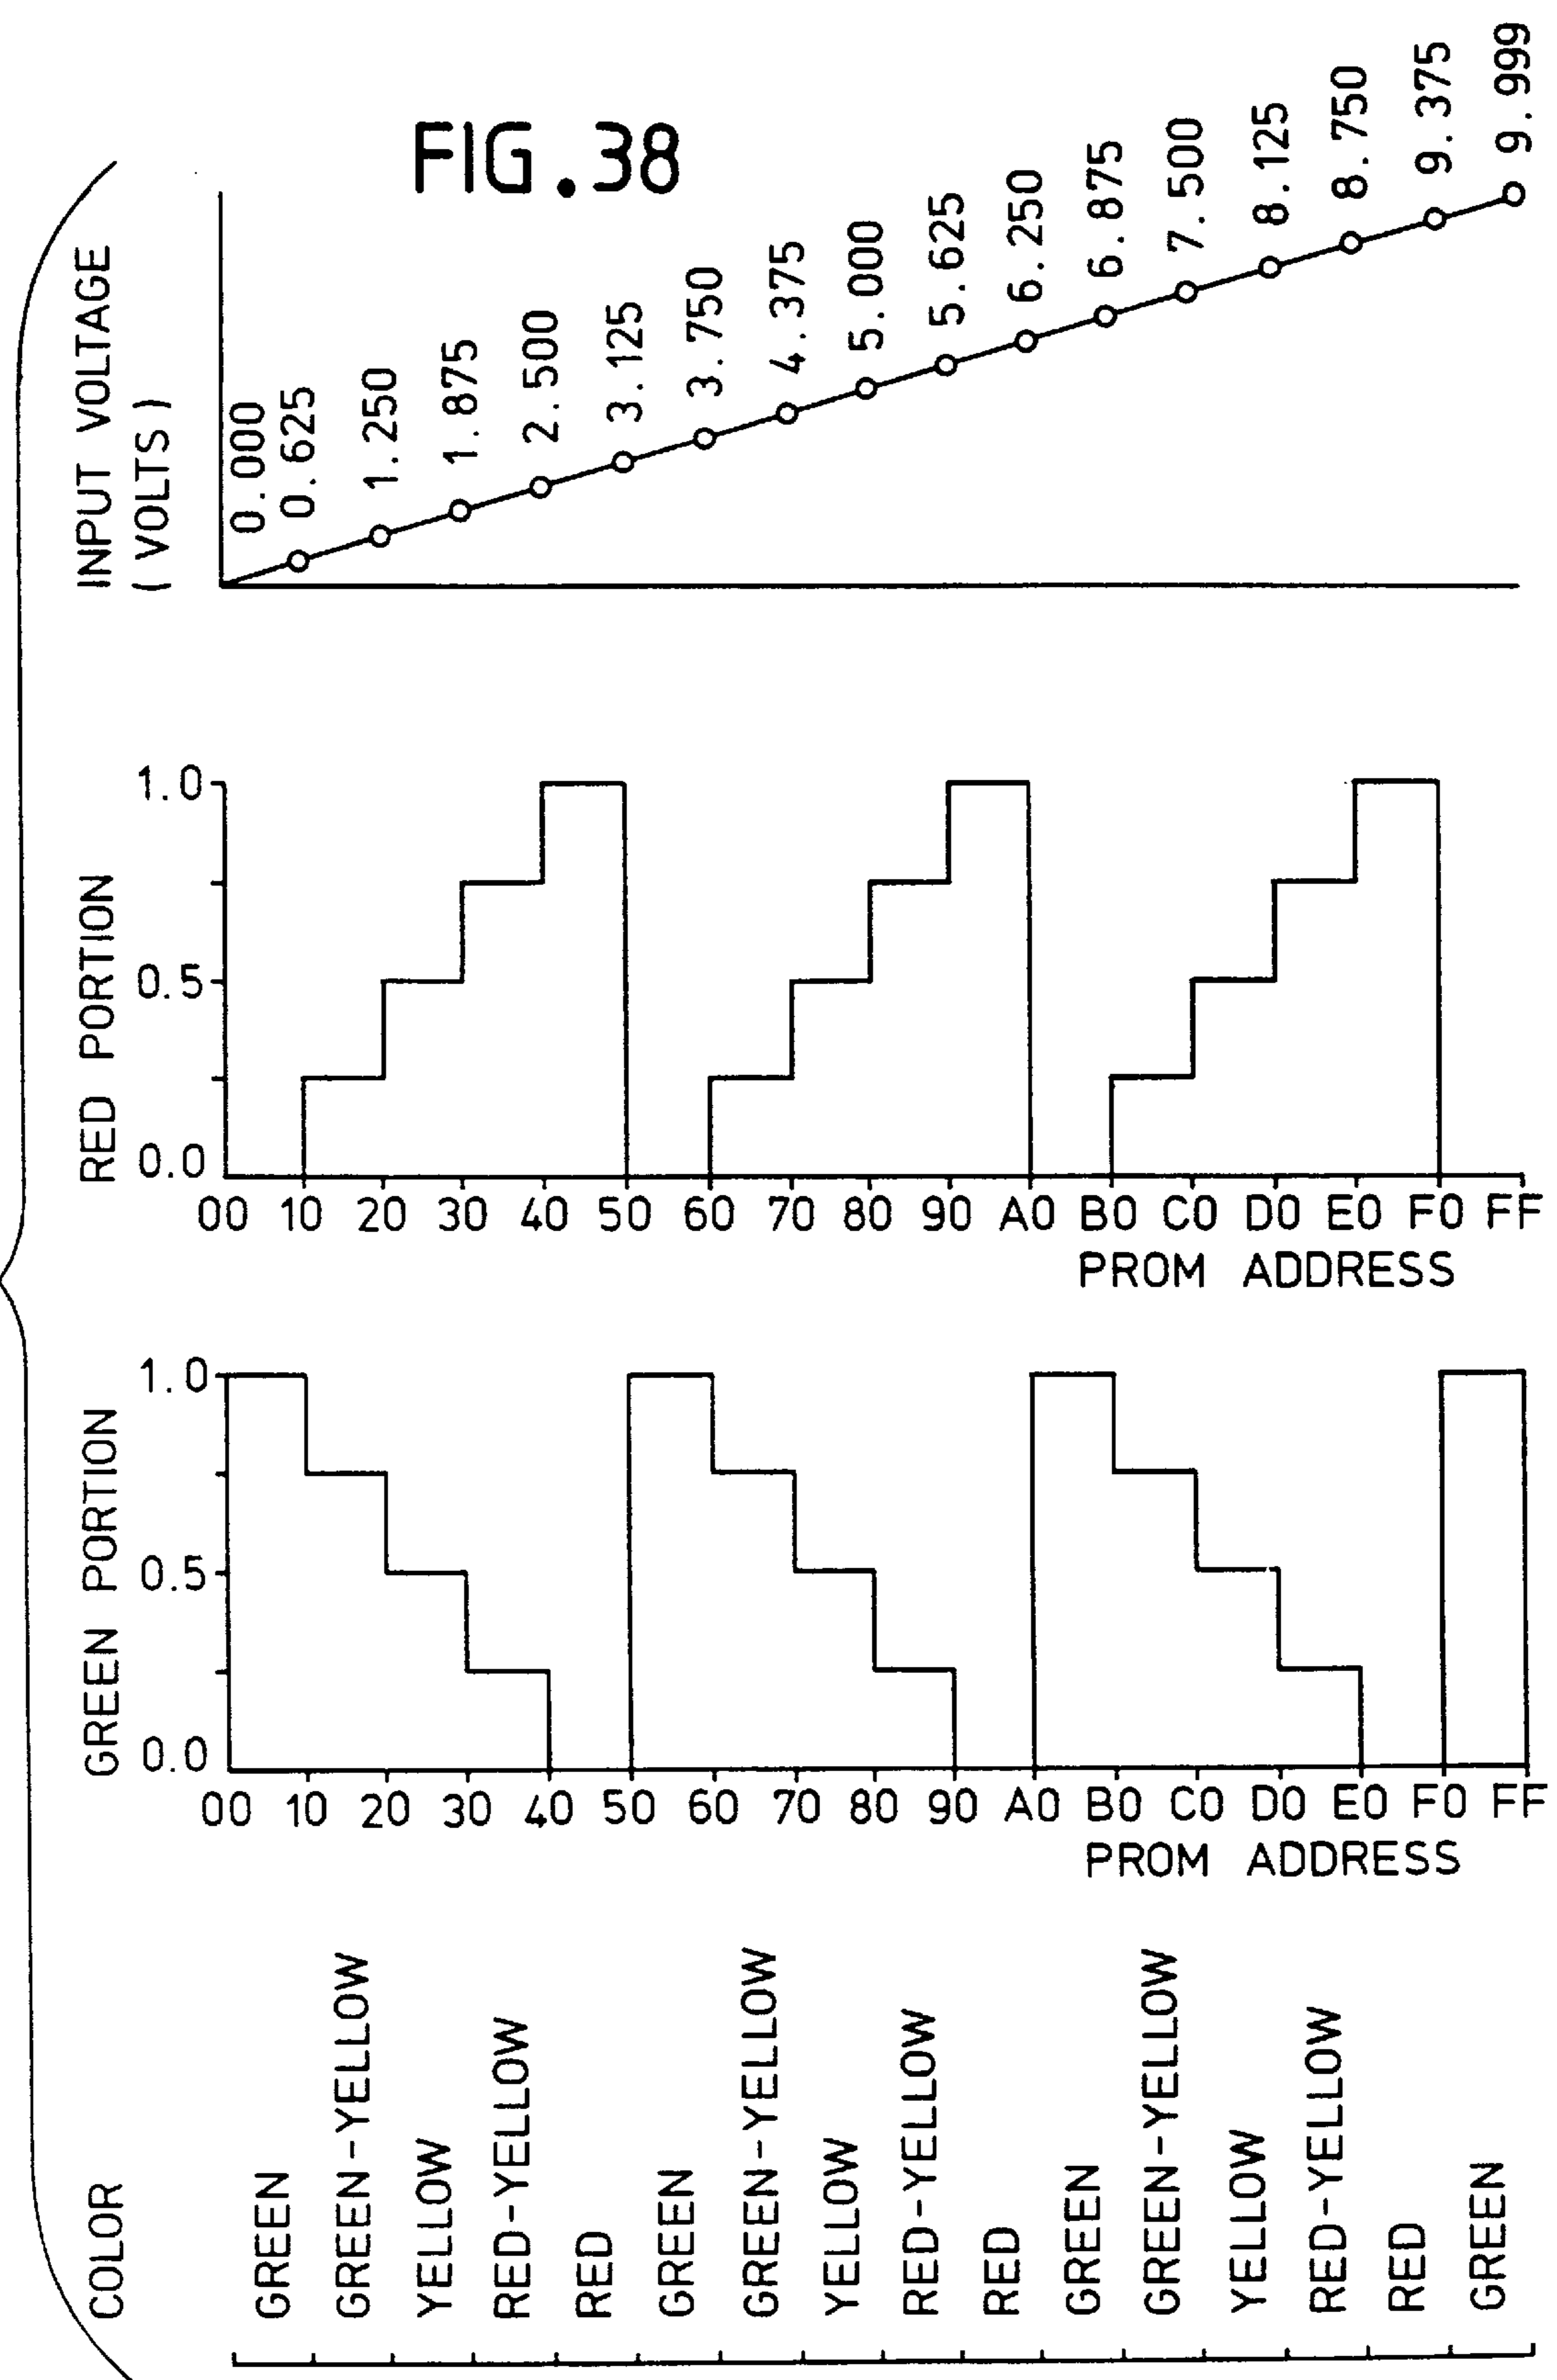 FIG.38
INPUT VOLTAGE
(VOLTS)
0.000
0.625
1.250
1.875
2.500
3.125
3.750
4.375
5.000
5.625
6.250
6.875
7.500
8.125
8.750
9.375
9.999
RED PORTION
1.0
0.5
0.0
00 10 20 30 40 50 60 70 80 90 A0 B0 C0 D0 E0 F0 FF
PROM ADDRESS
GREEN PORTION
1.0
0.5
0.0
00 10 20 30 40 50 60 70 80 90 A0 B0 C0 D0 E0 F0 FF
PROM ADDRESS
COLOR
GREEN
GREEN-YELLOW
YELLOW
RED-YELLOW
RED
GREEN
GREEN-YELLOW
YELLOW
RED-YELLOW
RED
GREEN
GREEN-YELLOW
YELLOW
RED-YELLOW
RED
GREEN